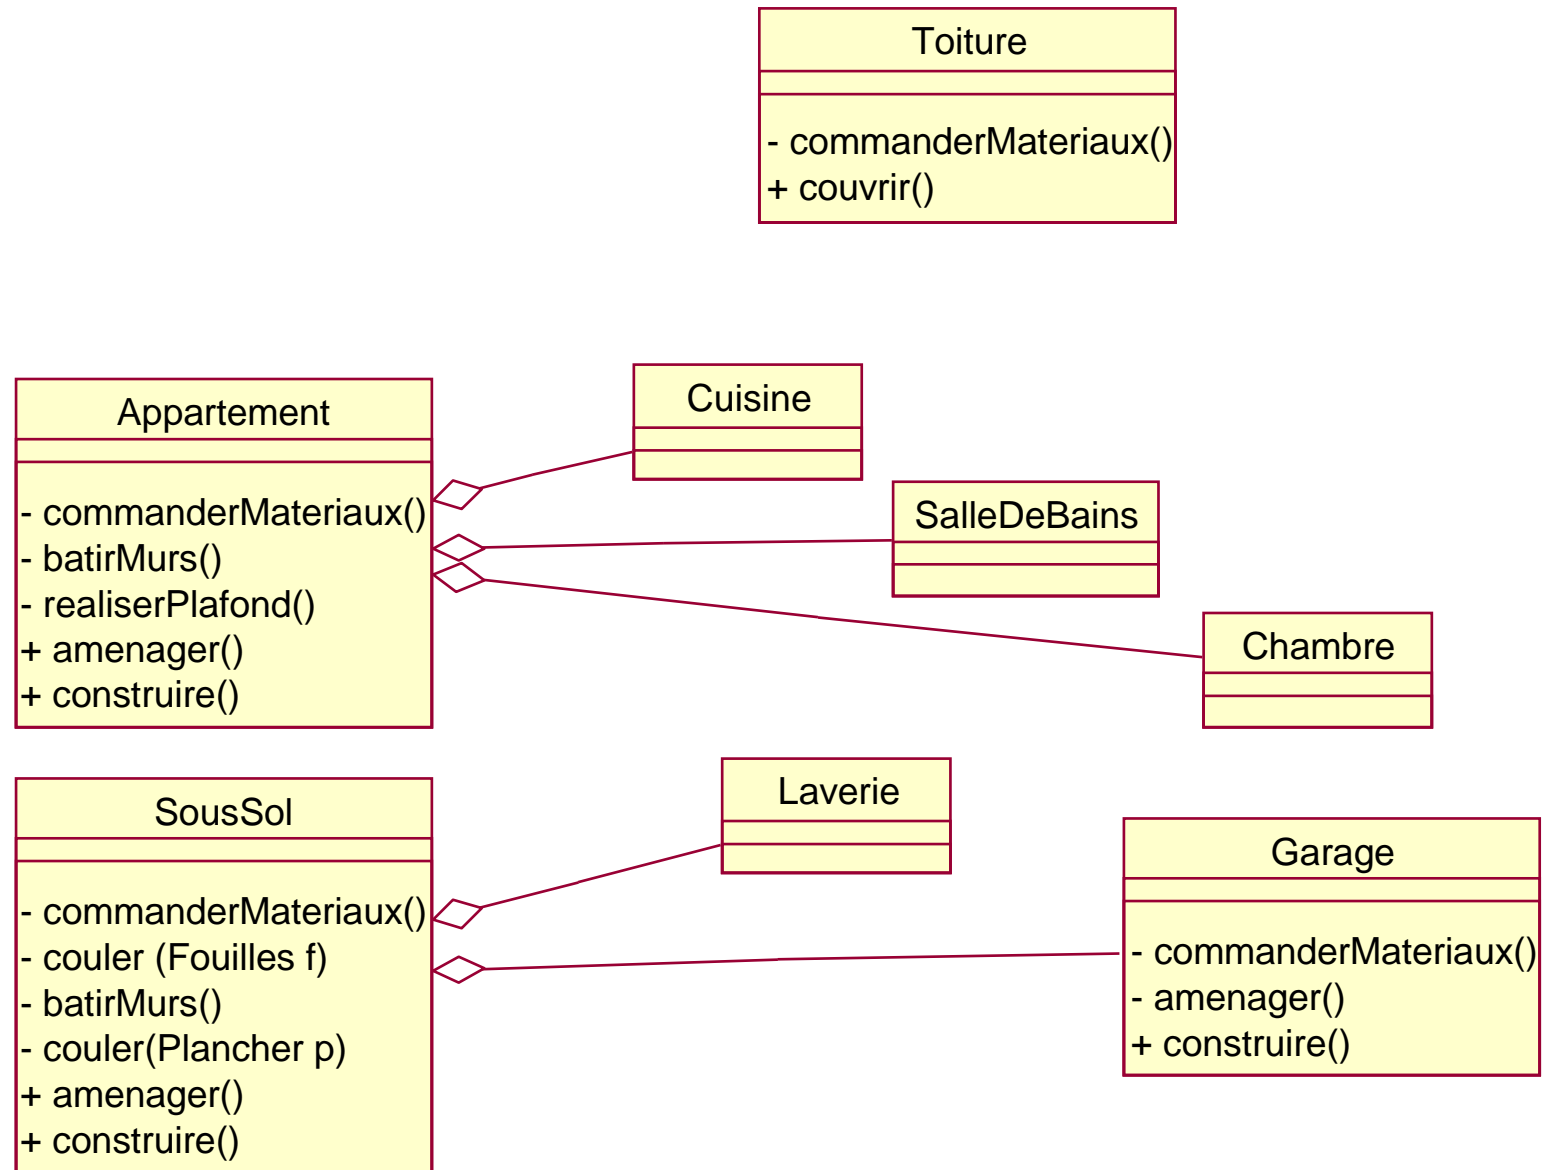 Toiture
- commanderMateriaux()
+ couvrir()
Appartement
- commanderMateriaux()
- batirMurs()
- realiserPlafond()
+ amenager()
+ construire()
Cuisine
SalleDeBains
Chambre
SousSol
- commanderMateriaux()
- couler (Fouilles f)
- batirMurs()
- couler(Plancher p)
+ amenager()
+ construire()
Laverie
Garage
- commanderMateriaux()
- amenager()
+ construire()